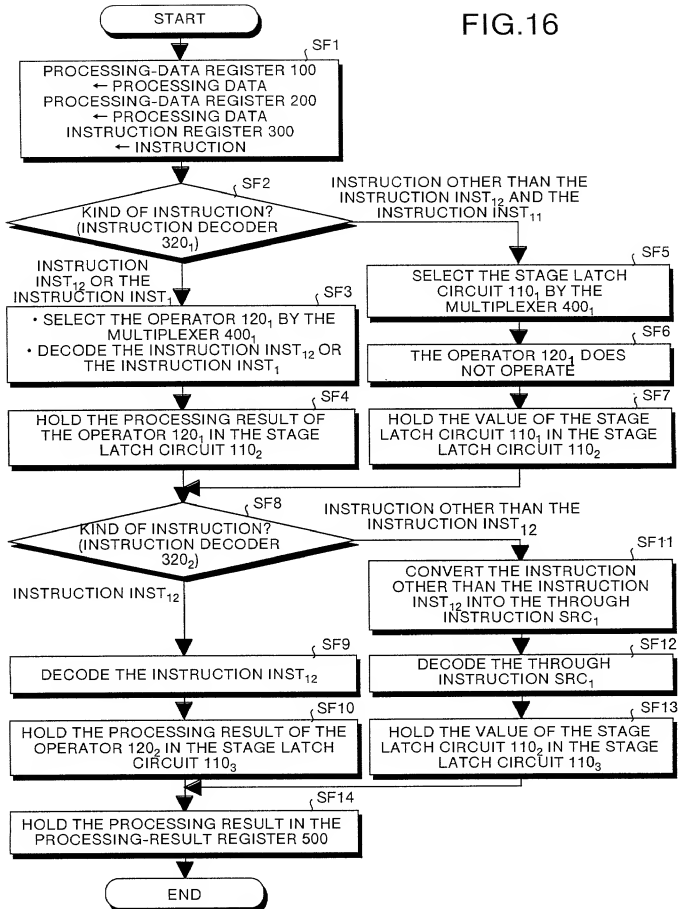 FIG.16
START
SF1
PROCESSING-DATA REGISTER 100
← PROCESSING DATA
PROCESSING-DATA REGISTER 200
← PROCESSING DATA
INSTRUCTION REGISTER 300
← INSTRUCTION
SF2
KIND OF INSTRUCTION?
(INSTRUCTION DECODER
320₁)
INSTRUCTION OTHER THAN THE
INSTRUCTION INST₁₂ AND THE
INSTRUCTION INST₁₁
INSTRUCTION
INST₁₂ OR THE
INSTRUCTION INST₁
SF3
• SELECT THE OPERATOR 120₁ BY THE
MULTIPLEXER 400₁
• DECODE THE INSTRUCTION INST₁₂ OR
THE INSTRUCTION INST₁
SF4
HOLD THE PROCESSING RESULT OF
THE OPERATOR 120₁ IN THE STAGE
LATCH CIRCUIT 110₂
SF5
SELECT THE STAGE LATCH
CIRCUIT 110₁ BY THE
MULTIPLEXER 400₁
SF6
THE OPERATOR 120₁ DOES
NOT OPERATE
SF7
HOLD THE VALUE OF THE STAGE
LATCH CIRCUIT 110₁ IN THE STAGE
LATCH CIRCUIT 110₂
SF8
KIND OF INSTRUCTION?
(INSTRUCTION DECODER
320₂)
INSTRUCTION OTHER THAN THE
INSTRUCTION INST₁₂
INSTRUCTION INST₁₂
SF9
DECODE THE INSTRUCTION INST₁₂
SF10
HOLD THE PROCESSING RESULT OF THE
OPERATOR 120₂ IN THE STAGE LATCH
CIRCUIT 110₃
SF11
CONVERT THE INSTRUCTION
OTHER THAN THE INSTRUCTION
INST₁₂ INTO THE THROUGH
INSTRUCTION SRC₁
SF12
DECODE THE THROUGH
INSTRUCTION SRC₁
SF13
HOLD THE VALUE OF THE STAGE
LATCH CIRCUIT 110₂ IN THE STAGE
LATCH CIRCUIT 110₃
SF14
HOLD THE PROCESSING RESULT IN THE
PROCESSING-RESULT REGISTER 500
END